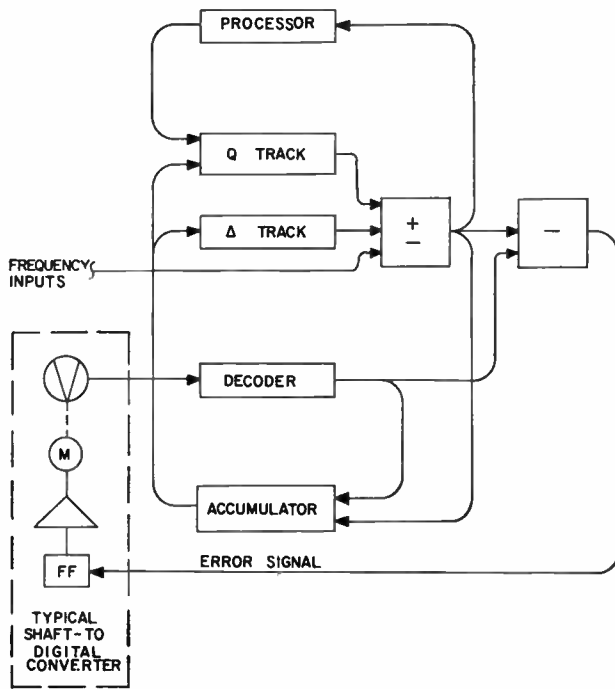 PROCESSOR
Q TRACK
Δ TRACK
+
−
−
FREQUENCY
INPUTS
DECODER
M
ACCUMULATOR
FF
ERROR SIGNAL
TYPICAL
SHAFT-TO
DIGITAL
CONVERTER